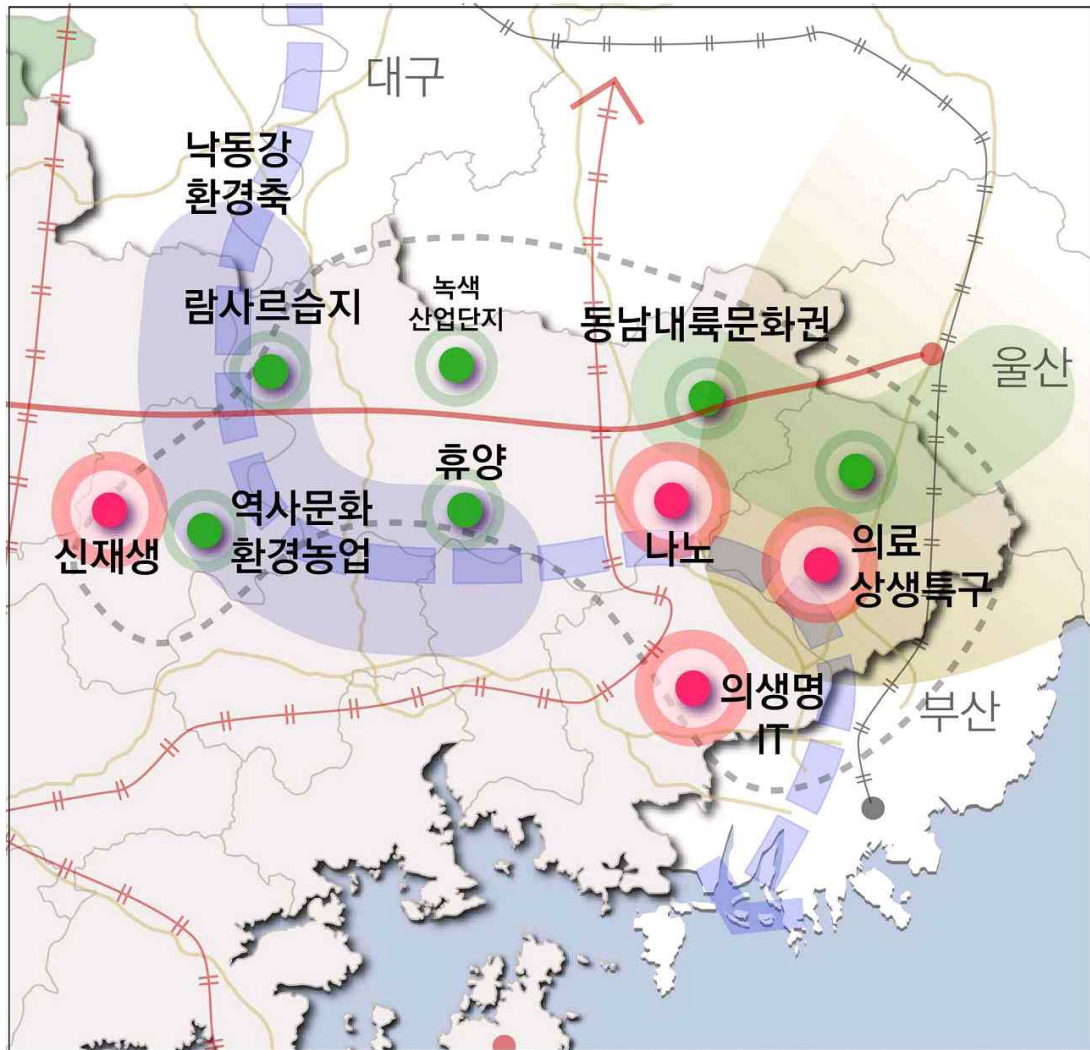 대구
낙동강
환경축
람사르습지
녹색
산업단지
동남내륙문화권
울산
휴양
역사문화
환경농업
신재생
나노
의료
상생특구
의생명
IT
부산